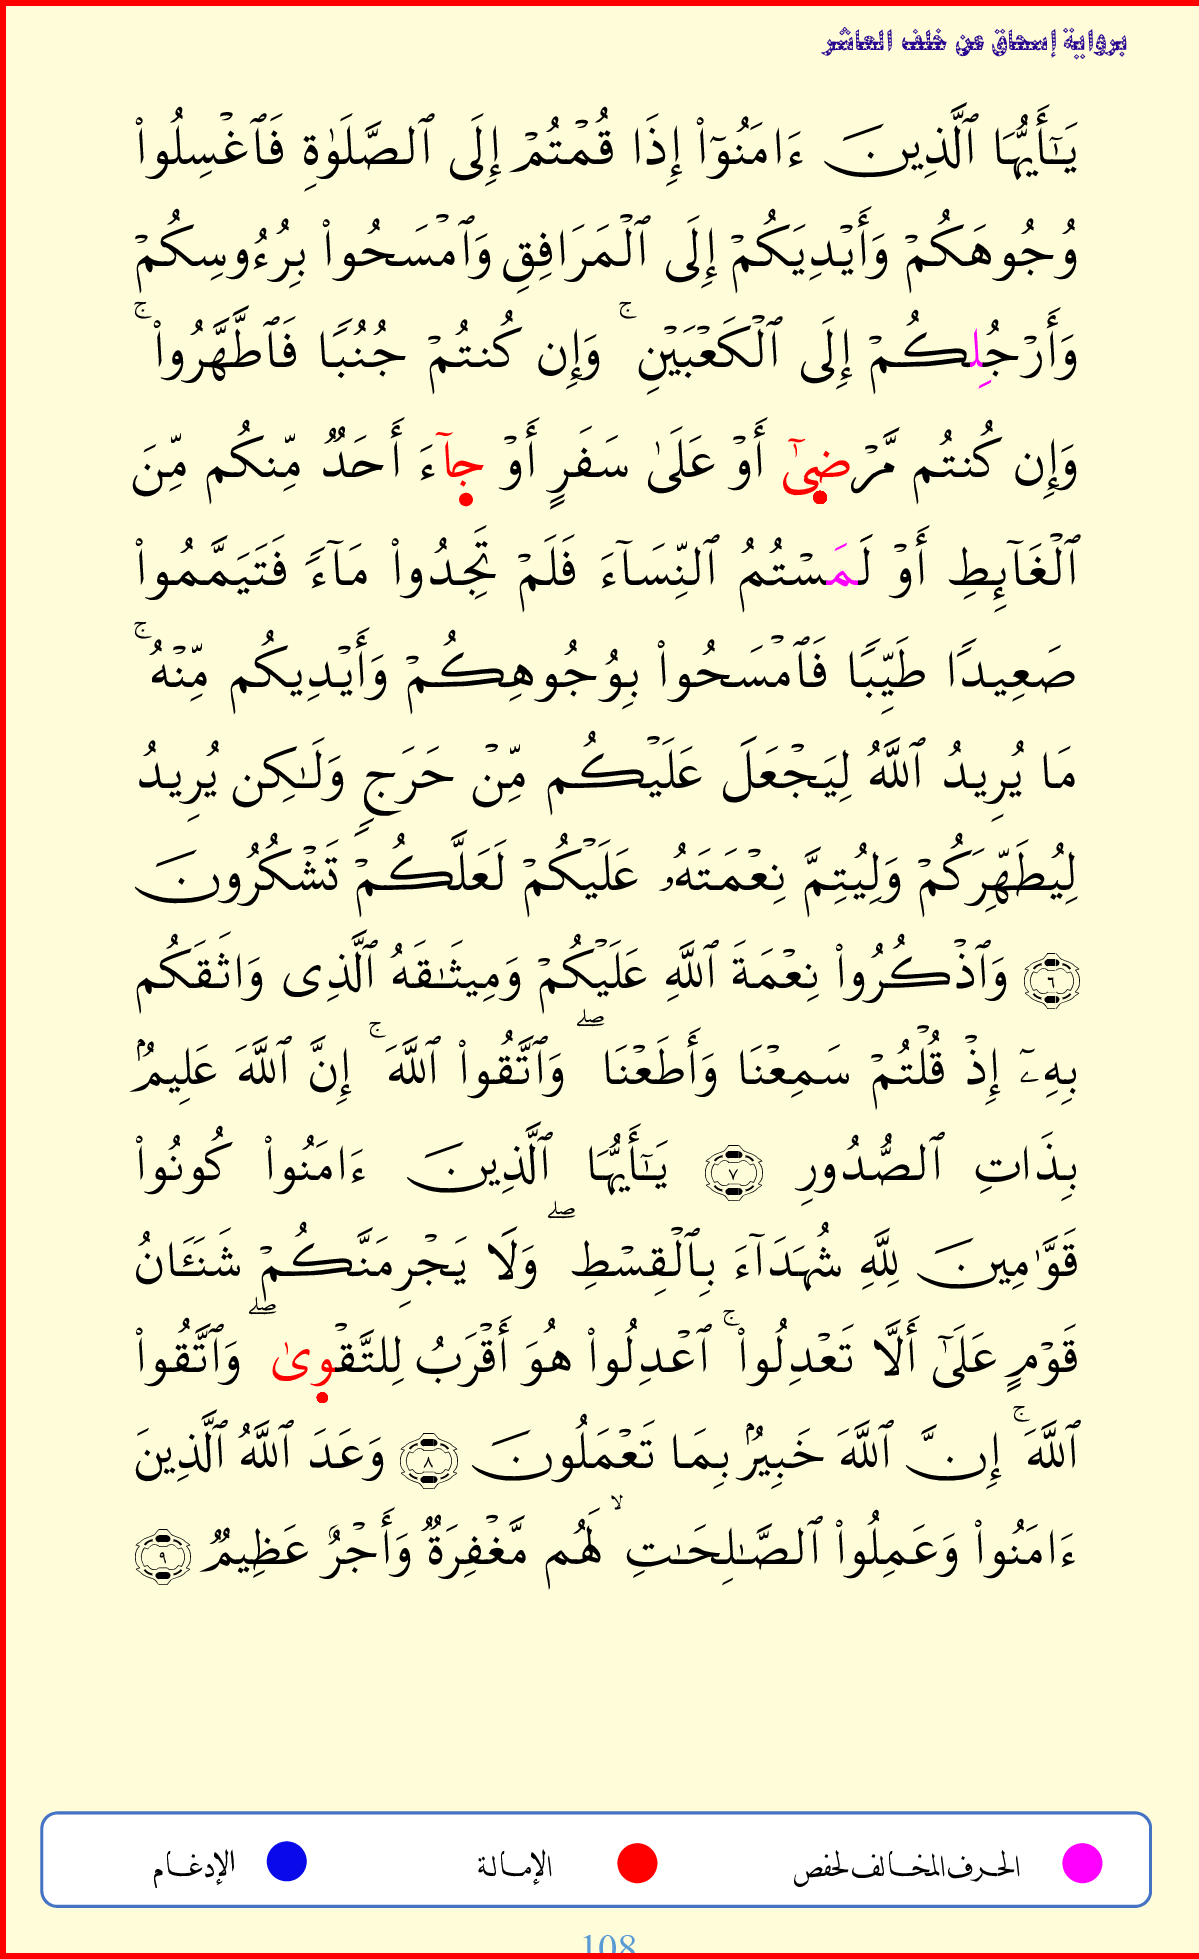 برواية إسحاق عن خلف العاشر
يَـٰٓأَيُّهَا ٱلَّذِينَ ءَامَنُوٓا۟ إِذَا قُمْتُمْ إِلَى ٱلصَّلَوٰةِ فَٱغْسِلُوا۟
وُجُوهَكُمْ وَأَيْدِيَكُمْ إِلَى ٱلْمَرَافِقِ وَٱمْسَحُوا۟ بِرُءُوسِكُمْ
وَأَرْجُلِكُمْ إِلَى ٱلْكَعْبَيْنِ ۚ وَإِن كُنتُمْ جُنُبًا فَٱطَّهَّرُوا۟ ۚ
وَإِن كُنتُم مَّرْضِىٰٓ أَوْ عَلَىٰ سَفَرٍ أَوْ جِآءَ أَحَدٌ مِّنكُم مِّنَ
ٱلْغَآئِطِ أَوْ لَمَسْتُمُ ٱلنِّسَآءَ فَلَمْ تَجِدُوا۟ مَآءً فَتَيَمَّمُوا۟
صَعِيدًا طَيِّبًا فَٱمْسَحُوا۟ بِوُجُوهِكُمْ وَأَيْدِيكُم مِّنْهُ ۚ
مَا يُرِيدُ ٱللَّهُ لِيَجْعَلَ عَلَيْكُم مِّنْ حَرَجٍ وَلَـٰكِن يُرِيدُ
لِيُطَهِّرَكُمْ وَلِيُتِمَّ نِعْمَتَهُۥ عَلَيْكُمْ لَعَلَّكُمْ تَشْكُرُونَ
٦ وَٱذْكُرُوا۟ نِعْمَةَ ٱللَّهِ عَلَيْكُمْ وَمِيثَـٰقَهُ ٱلَّذِى وَاثَقَكُم
بِهِۦٓ إِذْ قُلْتُمْ سَمِعْنَا وَأَطَعْنَا ۖ وَٱتَّقُوا۟ ٱللَّهَ ۚ إِنَّ ٱللَّهَ عَلِيمٌۢ
بِذَاتِ ٱلصُّدُورِ ٧ يَـٰٓأَيُّهَا ٱلَّذِينَ ءَامَنُوا۟ كُونُوا۟
قَوَّٰمِينَ لِلَّهِ شُهَدَآءَ بِٱلْقِسْطِ ۖ وَلَا يَجْرِمَنَّكُمْ شَنَـَٔانُ
قَوْمٍ عَلَىٰٓ أَلَّا تَعْدِلُوا۟ ۚ ٱعْدِلُوا۟ هُوَ أَقْرَبُ لِلتَّقْوِىٰ ۖ وَٱتَّقُوا۟
ٱللَّهَ ۚ إِنَّ ٱللَّهَ خَبِيرٌۢ بِمَا تَعْمَلُونَ ٨ وَعَدَ ٱللَّهُ ٱلَّذِينَ
ءَامَنُوا۟ وَعَمِلُوا۟ ٱلصَّـٰلِحَـٰتِ ۙ لَهُم مَّغْفِرَةٌ وَأَجْرٌ عَظِيمٌ ٩
الحرف المخالف لحفص الإمالة الإدغام
108